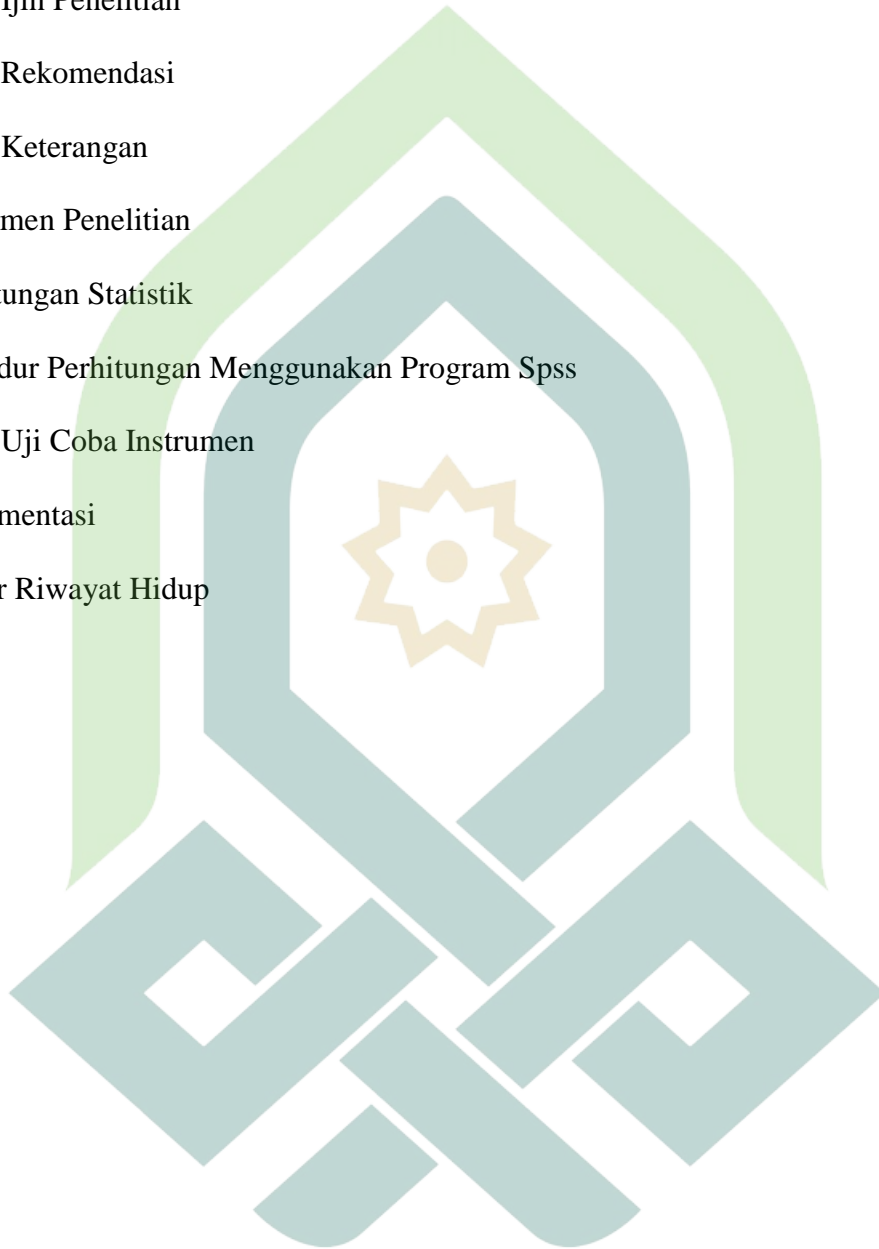 Ijin Penelitian
Rekomendasi
Keterangan
men Penelitian
tungan Statistik
dur Perhitungan Menggunakan Program Spss
Uji Coba Instrumen
mentasi
r Riwayat Hidup